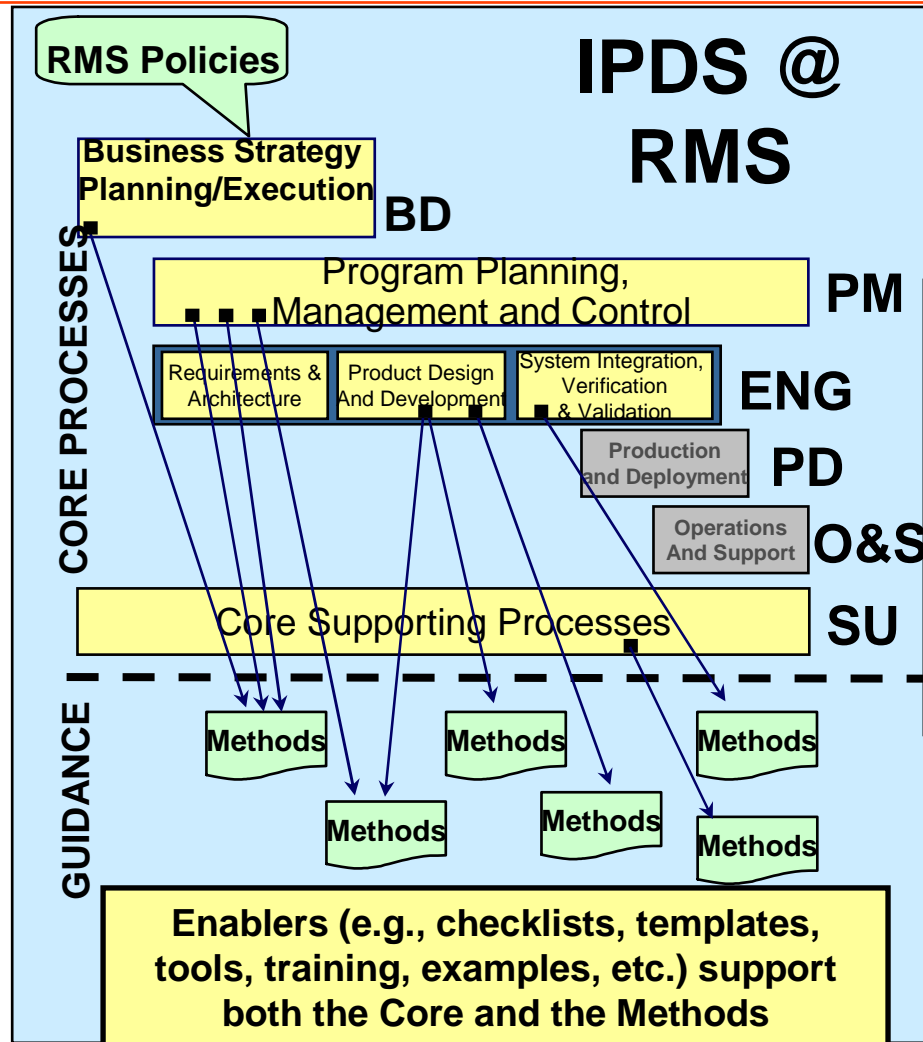 RMS Policies
IPDS @
RMS
Business Strategy
Planning/Execution
BD
CORE PROCESSES
Program Planning,
Management and Control
PM
Requirements &
Architecture
Product Design
And Development
System Integration,
Verification
& Validation
ENG
Production
and Deployment
PD
Operations
And Support
O&S
Core Supporting Processes
SU
GUIDANCE
Methods
Methods
Methods
Methods
Methods
Methods
Enablers (e.g., checklists, templates,
tools, training, examples, etc.) support
both the Core and the Methods